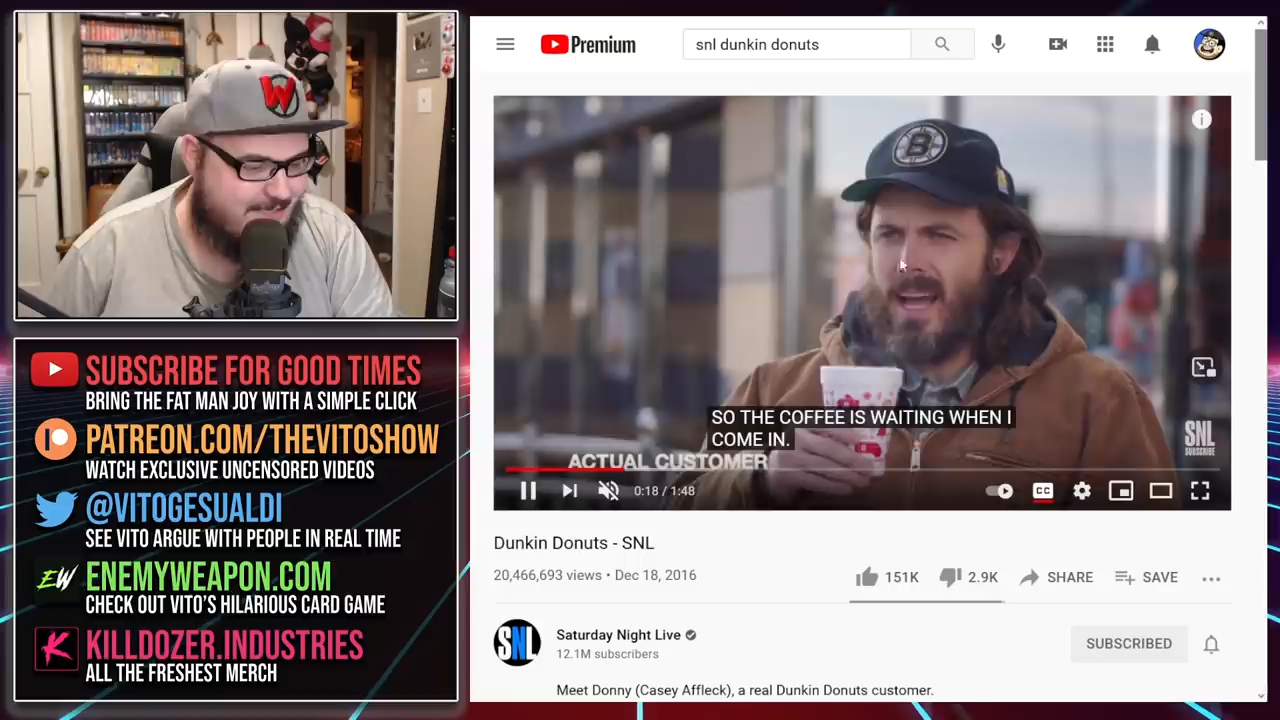 W
SUBSCRIBE FOR GOOD TIMES
BRING THE FAT MAN JOY WITH A SIMPLE CLICK
PATREON.COM/THEVITOSHOW
WATCH EXCLUSIVE UNCENSORED VIDEOS
@VITOGESUALDI
SEE VITO ARGUE WITH PEOPLE IN REAL TIME
EW
ENEMYWEAPON.COM
CHECK OUT VITO'S HILARIOUS CARD GAME
K
KILLDOZER.INDUSTRIES
ALL THE FRESHEST MERCH
Premium
snl dunkin donuts
B
i
SO THE COFFEE IS WAITING WHEN I
COME IN.
ACTUAL CUSTOMER
SNL
SUBSCRIBE
0:18 / 1:48
CC
Dunkin Donuts - SNL
20,466,693 views • Dec 18, 2016
151K
2.9K
SHARE
SAVE
SNL
Saturday Night Live
12.1M subscribers
SUBSCRIBED
Meet Donny (Casey Affleck), a real Dunkin Donuts customer.